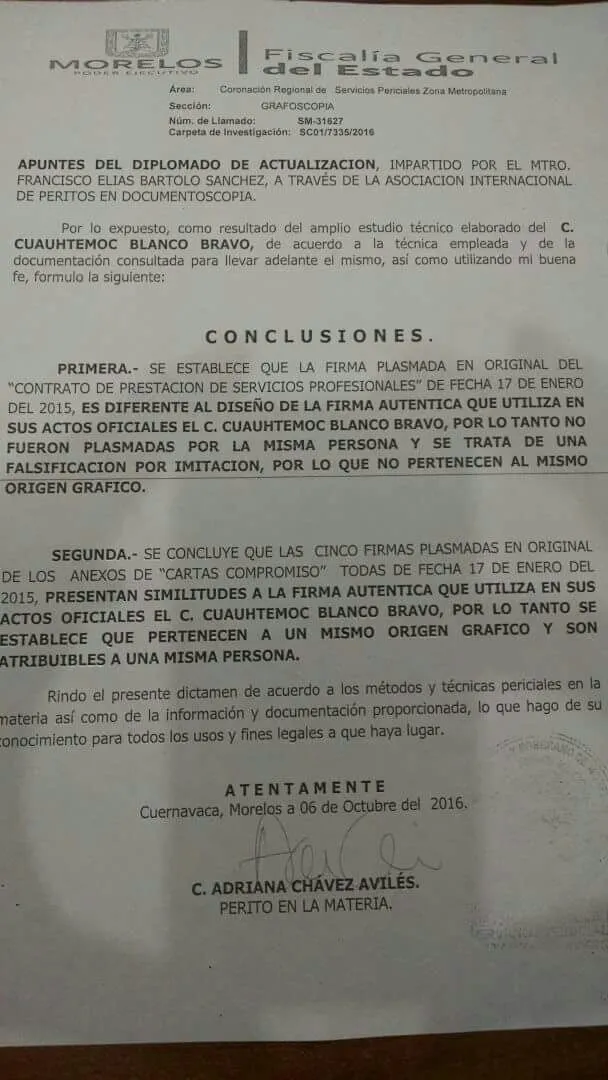 MORELOS
PODER EJECUTIVO
Fiscalía General
del Estado
Área: Coronación Regional de Servicios Periciales Zona Metropolitana
Sección: GRAFOSCOPIA
Núm. de Llamado: SM-31627
Carpeta de Investigación: SC01/7335/2016
APUNTES DEL DIPLOMADO DE ACTUALIZACION, IMPARTIDO POR EL MTRO.
FRANCISCO ELIAS BARTOLO SANCHEZ, A TRAVÉS DE LA ASOCIACION INTERNACIONAL
DE PERITOS EN DOCUMENTOSCOPIA.
Por lo expuesto, como resultado del amplio estudio técnico elaborado del C.
CUAUHTEMOC BLANCO BRAVO, de acuerdo a la técnica empleada y de la
documentación consultada para llevar adelante el mismo, así como utilizando mi buena
fe, formulo la siguiente:
CONCLUSIONES.
PRIMERA.- SE ESTABLECE QUE LA FIRMA PLASMADA EN ORIGINAL DEL
"CONTRATO DE PRESTACION DE SERVICIOS PROFESIONALES" DE FECHA 17 DE ENERO
DEL 2015, ES DIFERENTE AL DISEÑO DE LA FIRMA AUTENTICA QUE UTILIZA EN
SUS ACTOS OFICIALES EL C. CUAUHTEMOC BLANCO BRAVO, POR LO TANTO NO
FUERON PLASMADAS POR LA MISMA PERSONA Y SE TRATA DE UNA
FALSIFICACION POR IMITACION, POR LO QUE NO PERTENECEN AL MISMO
ORIGEN GRAFICO.
SEGUNDA.- SE CONCLUYE QUE LAS CINCO FIRMAS PLASMADAS EN ORIGINAL
DE LOS ANEXOS DE "CARTAS COMPROMISO" TODAS DE FECHA 17 DE ENERO DEL
2015, PRESENTAN SIMILITUDES A LA FIRMA AUTENTICA QUE UTILIZA EN SUS
ACTOS OFICIALES EL C. CUAUHTEMOC BLANCO BRAVO, POR LO TANTO SE
ESTABLECE QUE PERTENECEN A UN MISMO ORIGEN GRAFICO Y SON
ATRIBUIBLES A UNA MISMA PERSONA.
Rindo el presente dictamen de acuerdo a los métodos y técnicas periciales en la
materia así como de la información y documentación proporcionada, lo que hago de su
conocimiento para todos los usos y fines legales a que haya lugar.
ATENTAMENTE
Cuernavaca, Morelos a 06 de Octubre del 2016.
C. ADRIANA CHÁVEZ AVILÉS.
PERITO EN LA MATERIA.